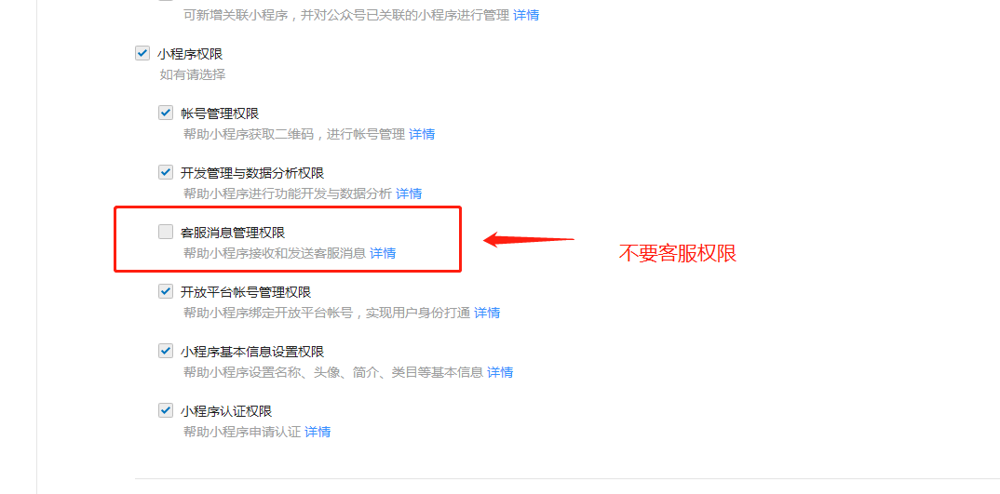 可新增关联小程序，并对公众号已关联的小程序进行管理 详情
小程序权限
如有请选择
帐号管理权限
帮助小程序获取二维码，进行帐号管理 详情
开发管理与数据分析权限
帮助小程序进行功能开发与数据分析 详情
客服消息管理权限
帮助小程序接收和发送客服消息 详情
不要客服权限
开放平台帐号管理权限
帮助小程序绑定开放平台帐号，实现用户身份打通 详情
小程序基本信息设置权限
帮助小程序设置名称、头像、简介、类目等基本信息 详情
小程序认证权限
帮助小程序申请认证 详情